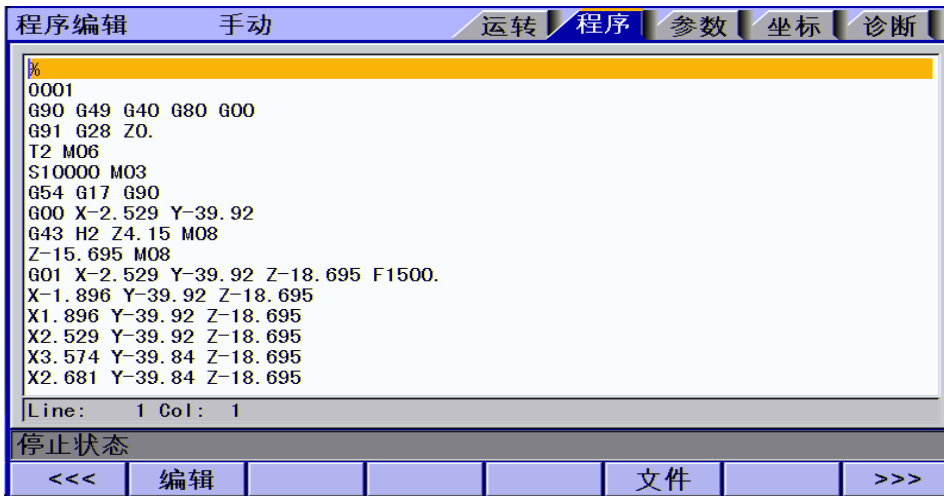 程序编辑 手动 运转 程序 参数 坐标 诊断
%
0001
G90 G49 G40 G80 G00
G91 G28 Z0.
T2 M06
S10000 M03
G54 G17 G90
G00 X-2.529 Y-39.92
G43 H2 Z4.15 M08
Z-15.695 M08
G01 X-2.529 Y-39.92 Z-18.695 F1500.
X-1.896 Y-39.92 Z-18.695
X1.896 Y-39.92 Z-18.695
X2.529 Y-39.92 Z-18.695
X3.574 Y-39.84 Z-18.695
X2.681 Y-39.84 Z-18.695
Line: 1 Col: 1
停止状态
<<< 编辑 文件 >>>